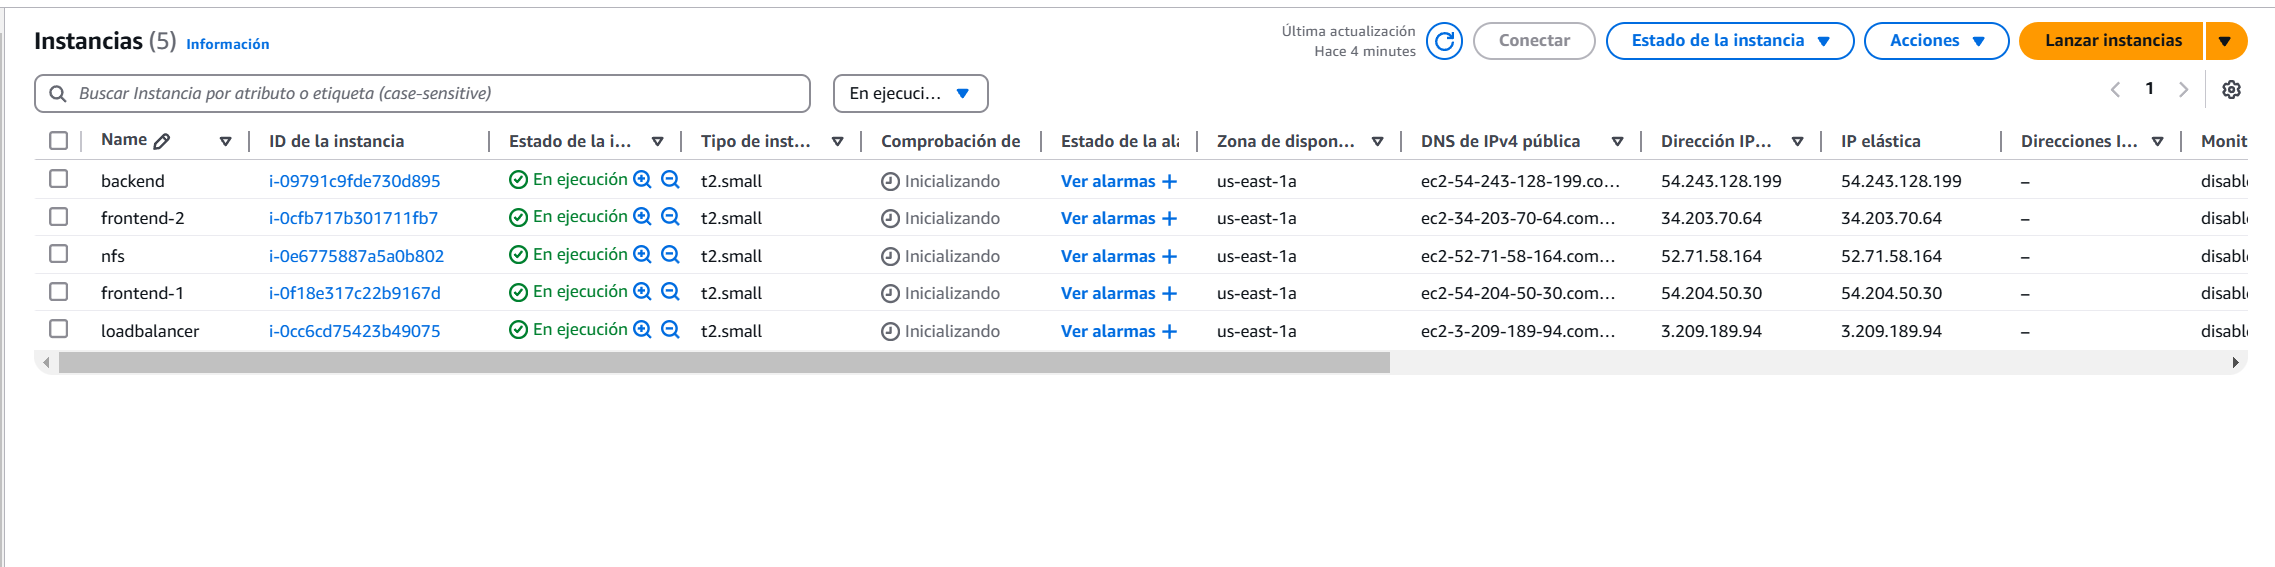 Instancias (5) Información
Última actualización
Hace 4 minutes
Conectar
Estado de la instancia
Acciones
Lanzar instancias
Buscar Instancia por atributo o etiqueta (case-sensitive)
En ejecuci...
1
Name ID de la instancia Estado de la i... Tipo de inst... Comprobación de Estado de la ala Zona de dispon... DNS de IPv4 pública Dirección IP... IP elástica Direcciones I... Monit
backend i-09791c9fde730d895 En ejecución t2.small Inicializando Ver alarmas + us-east-1a ec2-54-243-128-199.co... 54.243.128.199 54.243.128.199 – disabl
frontend-2 i-0cfb717b301711fb7 En ejecución t2.small Inicializando Ver alarmas + us-east-1a ec2-34-203-70-64.com... 34.203.70.64 34.203.70.64 – disabl
nfs i-0e6775887a5a0b802 En ejecución t2.small Inicializando Ver alarmas + us-east-1a ec2-52-71-58-164.com... 52.71.58.164 52.71.58.164 – disabl
frontend-1 i-0f18e317c22b9167d En ejecución t2.small Inicializando Ver alarmas + us-east-1a ec2-54-204-50-30.com... 54.204.50.30 54.204.50.30 – disabl
loadbalancer i-0cc6cd75423b49075 En ejecución t2.small Inicializando Ver alarmas + us-east-1a ec2-3-209-189-94.com... 3.209.189.94 3.209.189.94 – disabl